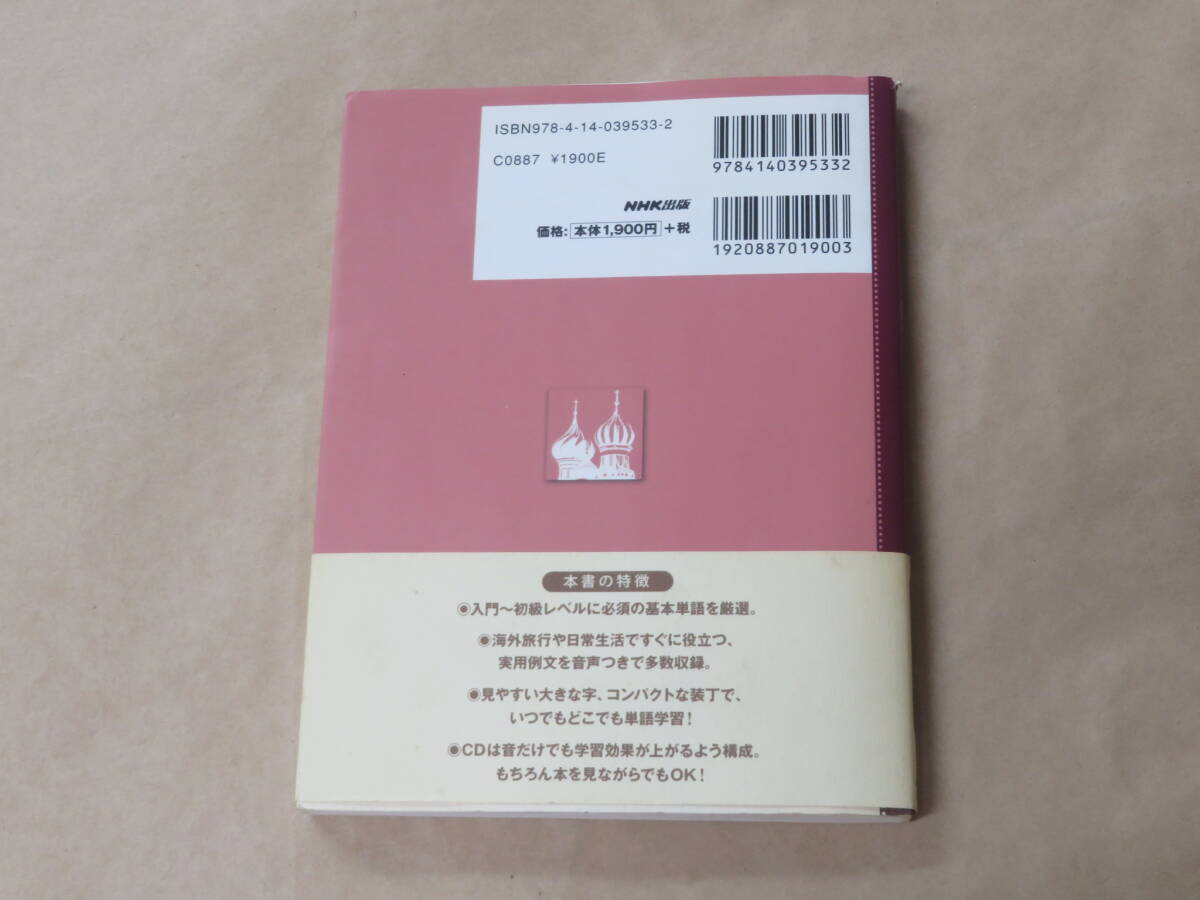 ISBN978-4-14-039533-2
C0887 ¥1900E
9784140395332
NHK出版
価格: 本体1,900円 +税
1920887019003
本書の特徴
◉入門〜初級レベルに必須の基本単語を厳選。
◉海外旅行や日常生活ですぐに役立つ、
実用例文を音声つきで多数収録。
◉見やすい大きな字、コンパクトな装丁で、
いつでもどこでも単語学習!
◉CDは音だけでも学習効果が上がるよう構成。
もちろん本を見ながらでもOK!